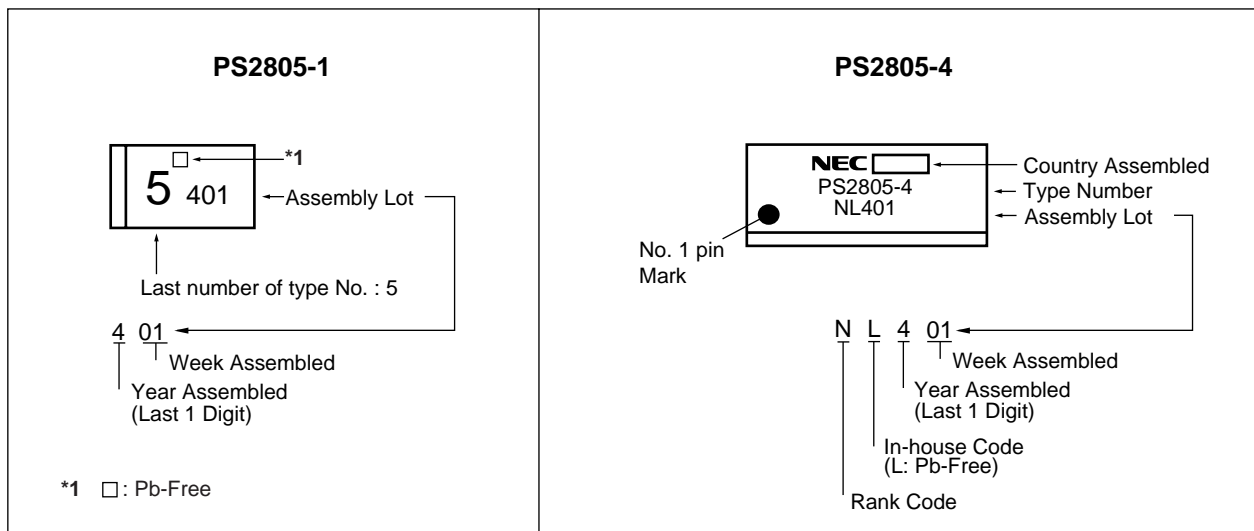 PS2805-1
*1
5 401
Assembly Lot
Last number of type No. : 5
4 01
Week Assembled
Year Assembled
(Last 1 Digit)
*1 □ : Pb-Free
PS2805-4
NEC
PS2805-4
NL401
Country Assembled
Type Number
Assembly Lot
No. 1 pin
Mark
N L 4 01
Week Assembled
Year Assembled
(Last 1 Digit)
In-house Code
(L: Pb-Free)
Rank Code